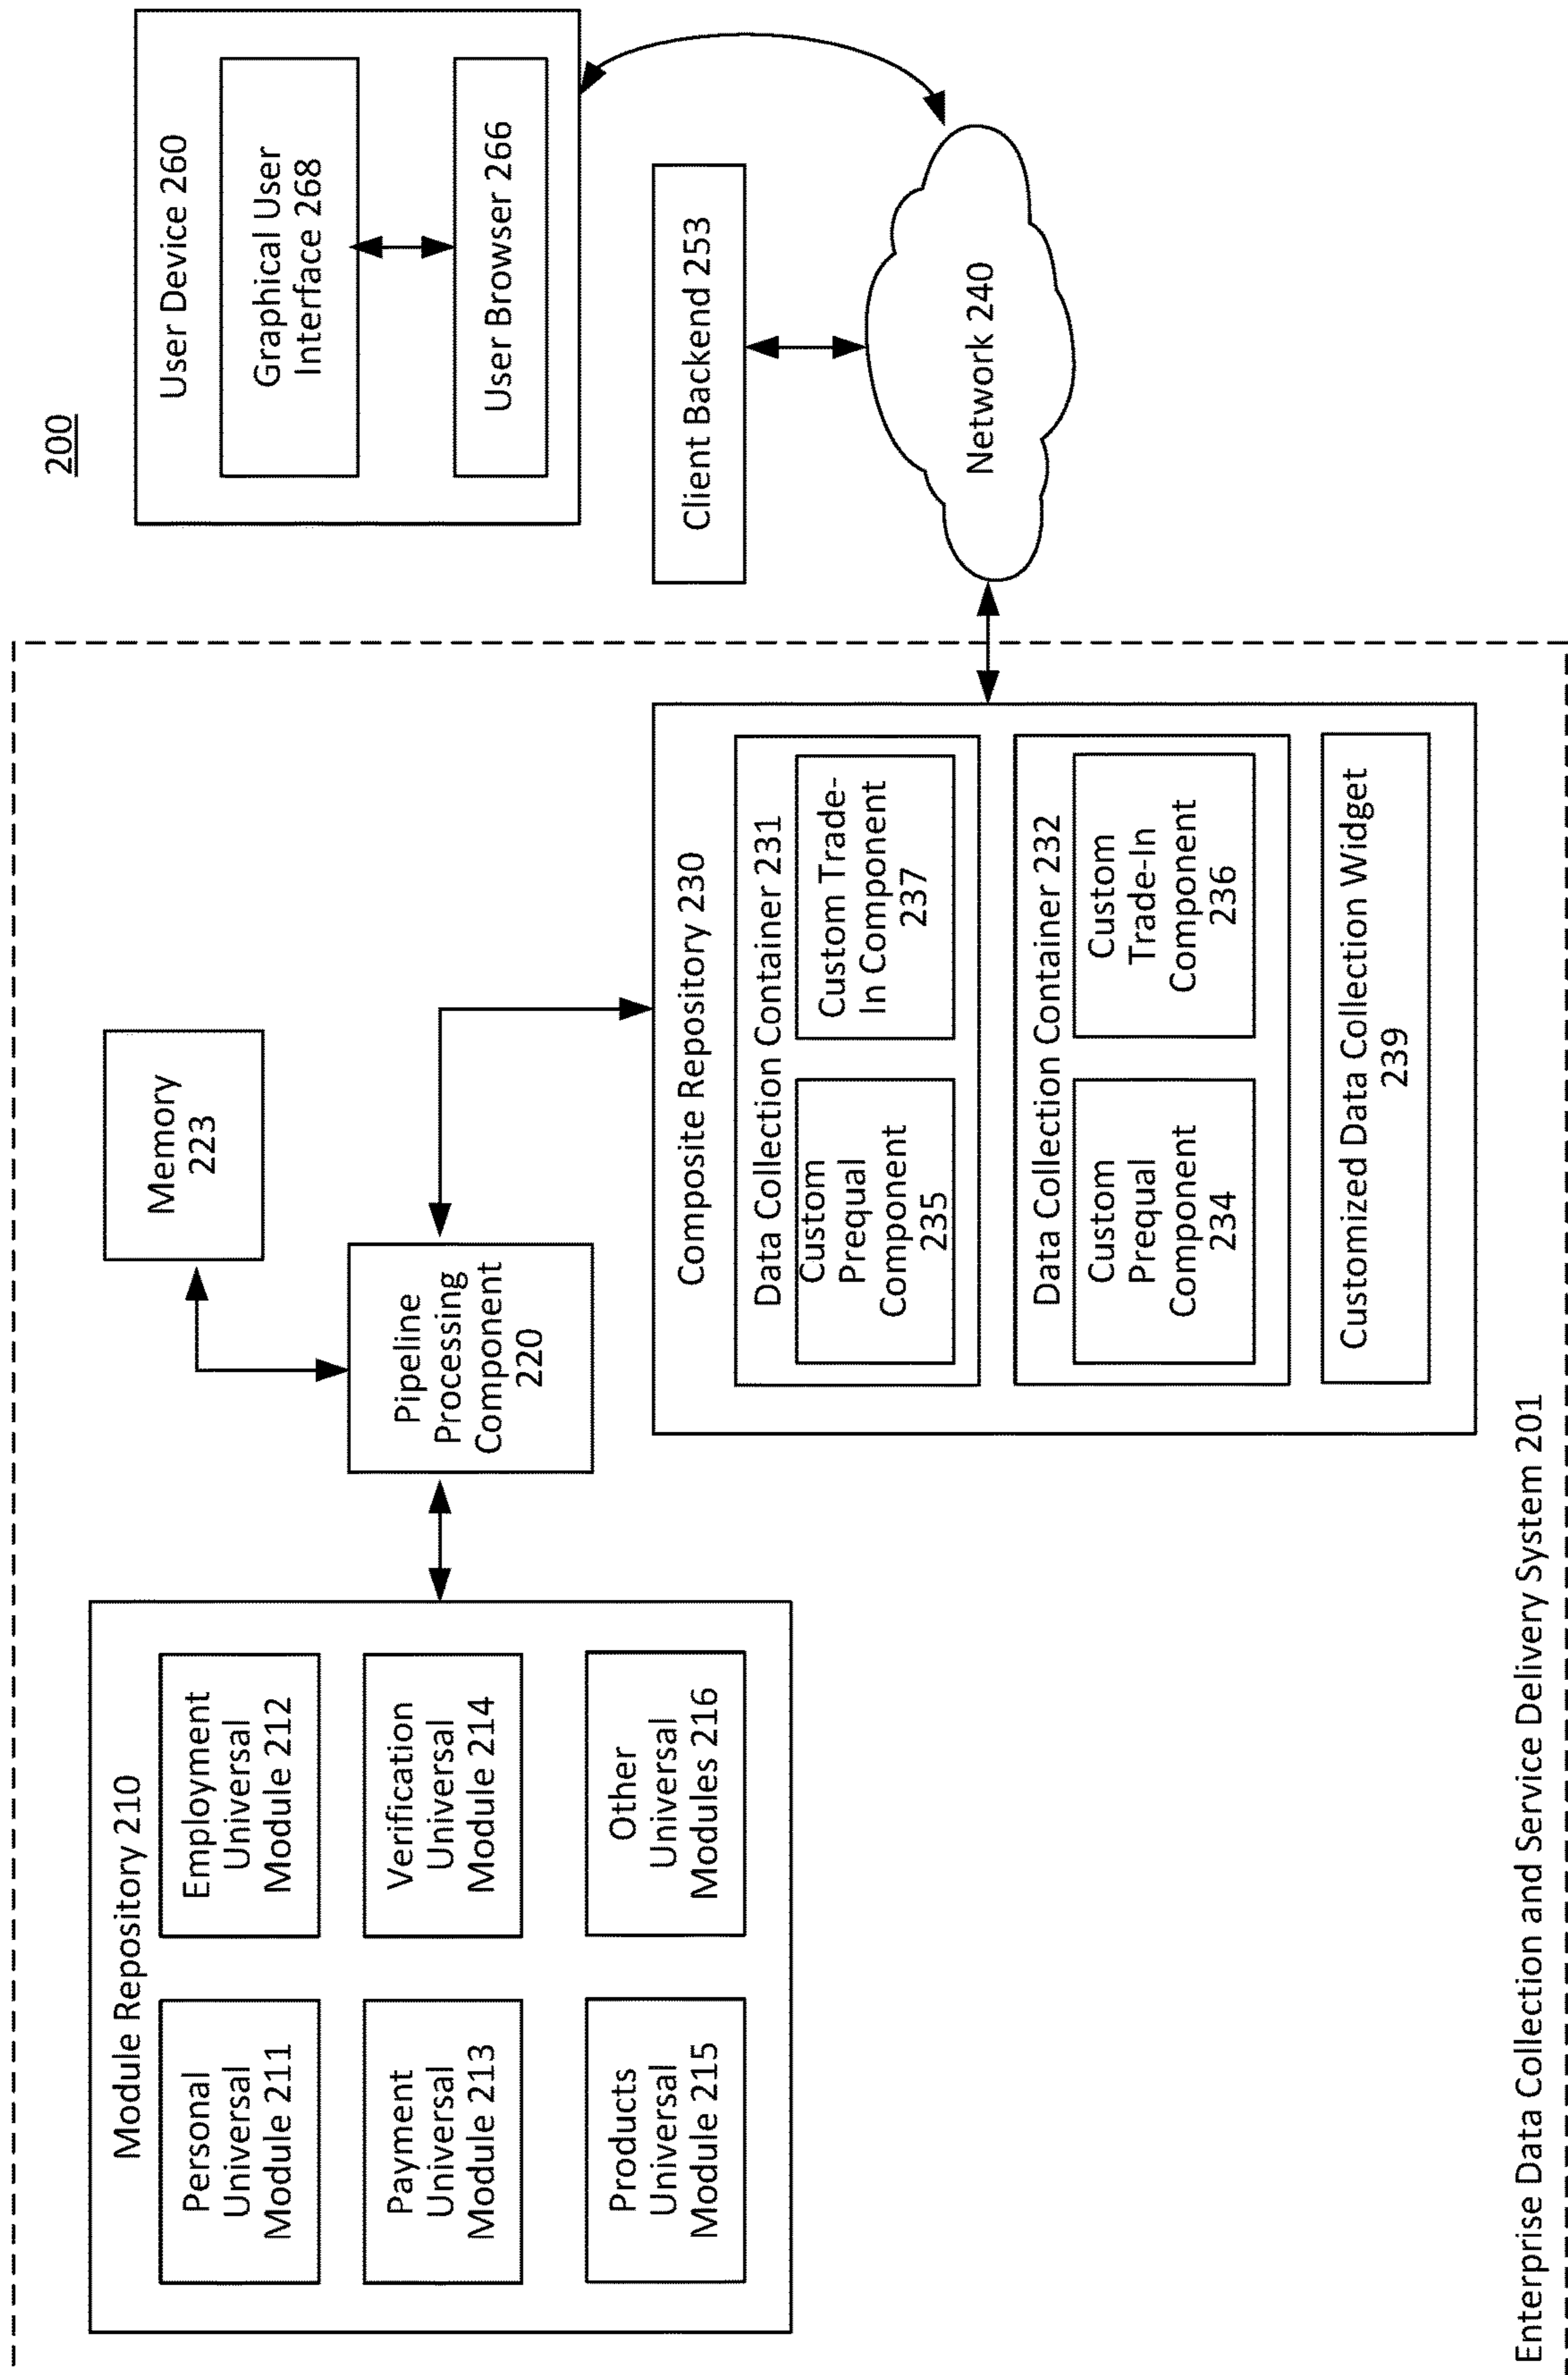 200
Module Repository 210
Personal
Universal
Module 211
Employment
Universal
Module 212
Payment
Universal
Module 213
Verification
Universal
Module 214
Products
Universal
Module 215
Other
Universal
Modules 216
Pipeline
Processing
Component
220
Memory
223
Composite Repository 230
Data Collection Container 231
Custom
Prequal
Component
235
Custom Trade-
In Component
237
Data Collection Container 232
Custom
Prequal
Component
234
Custom
Trade-In
Component
236
Customized Data Collection Widget
239
Enterprise Data Collection and Service Delivery System 201
User Device 260
Graphical User
Interface 268
User Browser 266
Client Backend 253
Network 240